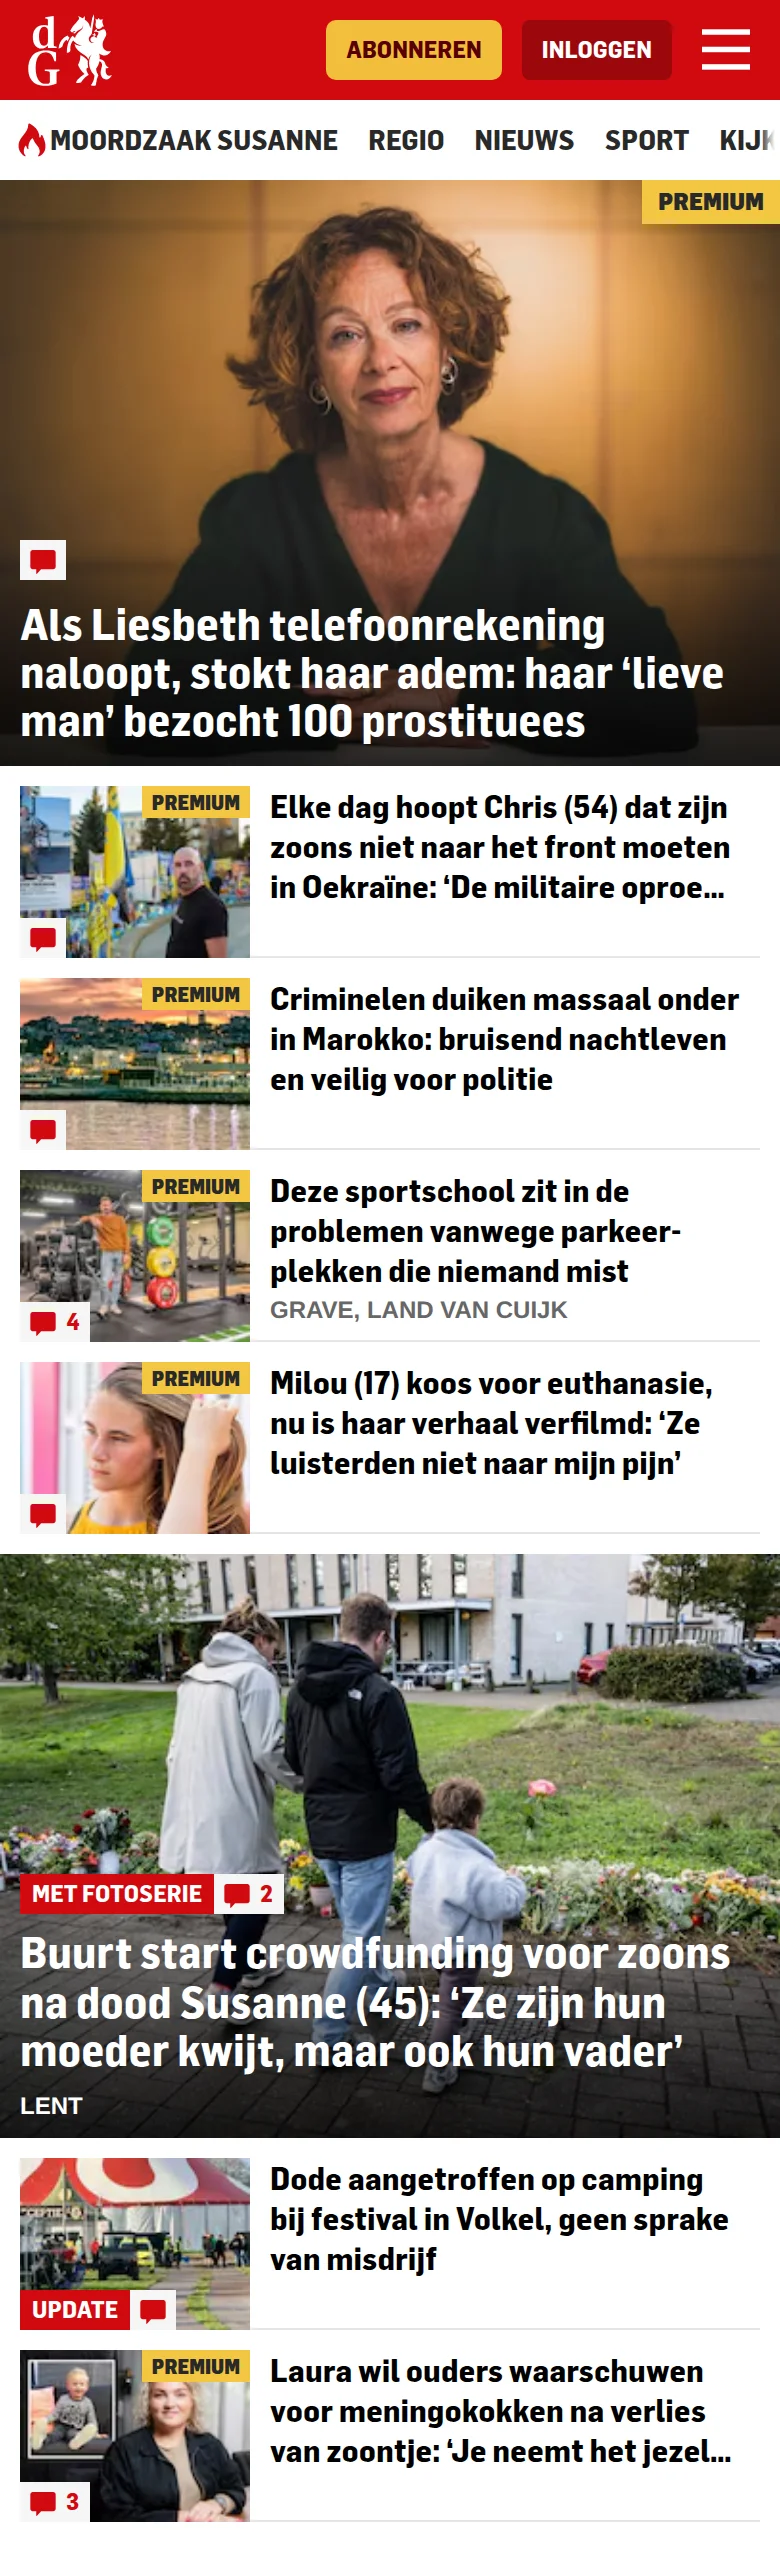 dG
ABONNEREN
INLOGGEN
MOORDZAAK SUSANNE REGIO NIEUWS SPORT KIJK
PREMIUM
Als Liesbeth telefoonrekening
naloopt, stokt haar adem: haar ‘lieve
man’ bezocht 100 prostituees
PREMIUM
Elke dag hoopt Chris (54) dat zijn
zoons niet naar het front moeten
in Oekraïne: ‘De militaire oproe...
PREMIUM
Criminelen duiken massaal onder
in Marokko: bruisend nachtleven
en veilig voor politie
PREMIUM
4
Deze sportschool zit in de
problemen vanwege parkeer-
plekken die niemand mist
GRAVE, LAND VAN CUIJK
PREMIUM
Milou (17) koos voor euthanasie,
nu is haar verhaal verfilmd: ‘Ze
luisterden niet naar mijn pijn’
MET FOTOSERIE 2
Buurt start crowdfunding voor zoons
na dood Susanne (45): ‘Ze zijn hun
moeder kwijt, maar ook hun vader’
LENT
UPDATE
Dode aangetroffen op camping
bij festival in Volkel, geen sprake
van misdrijf
PREMIUM
3
Laura wil ouders waarschuwen
voor meningokokken na verlies
van zoontje: ‘Je neemt het jezel...